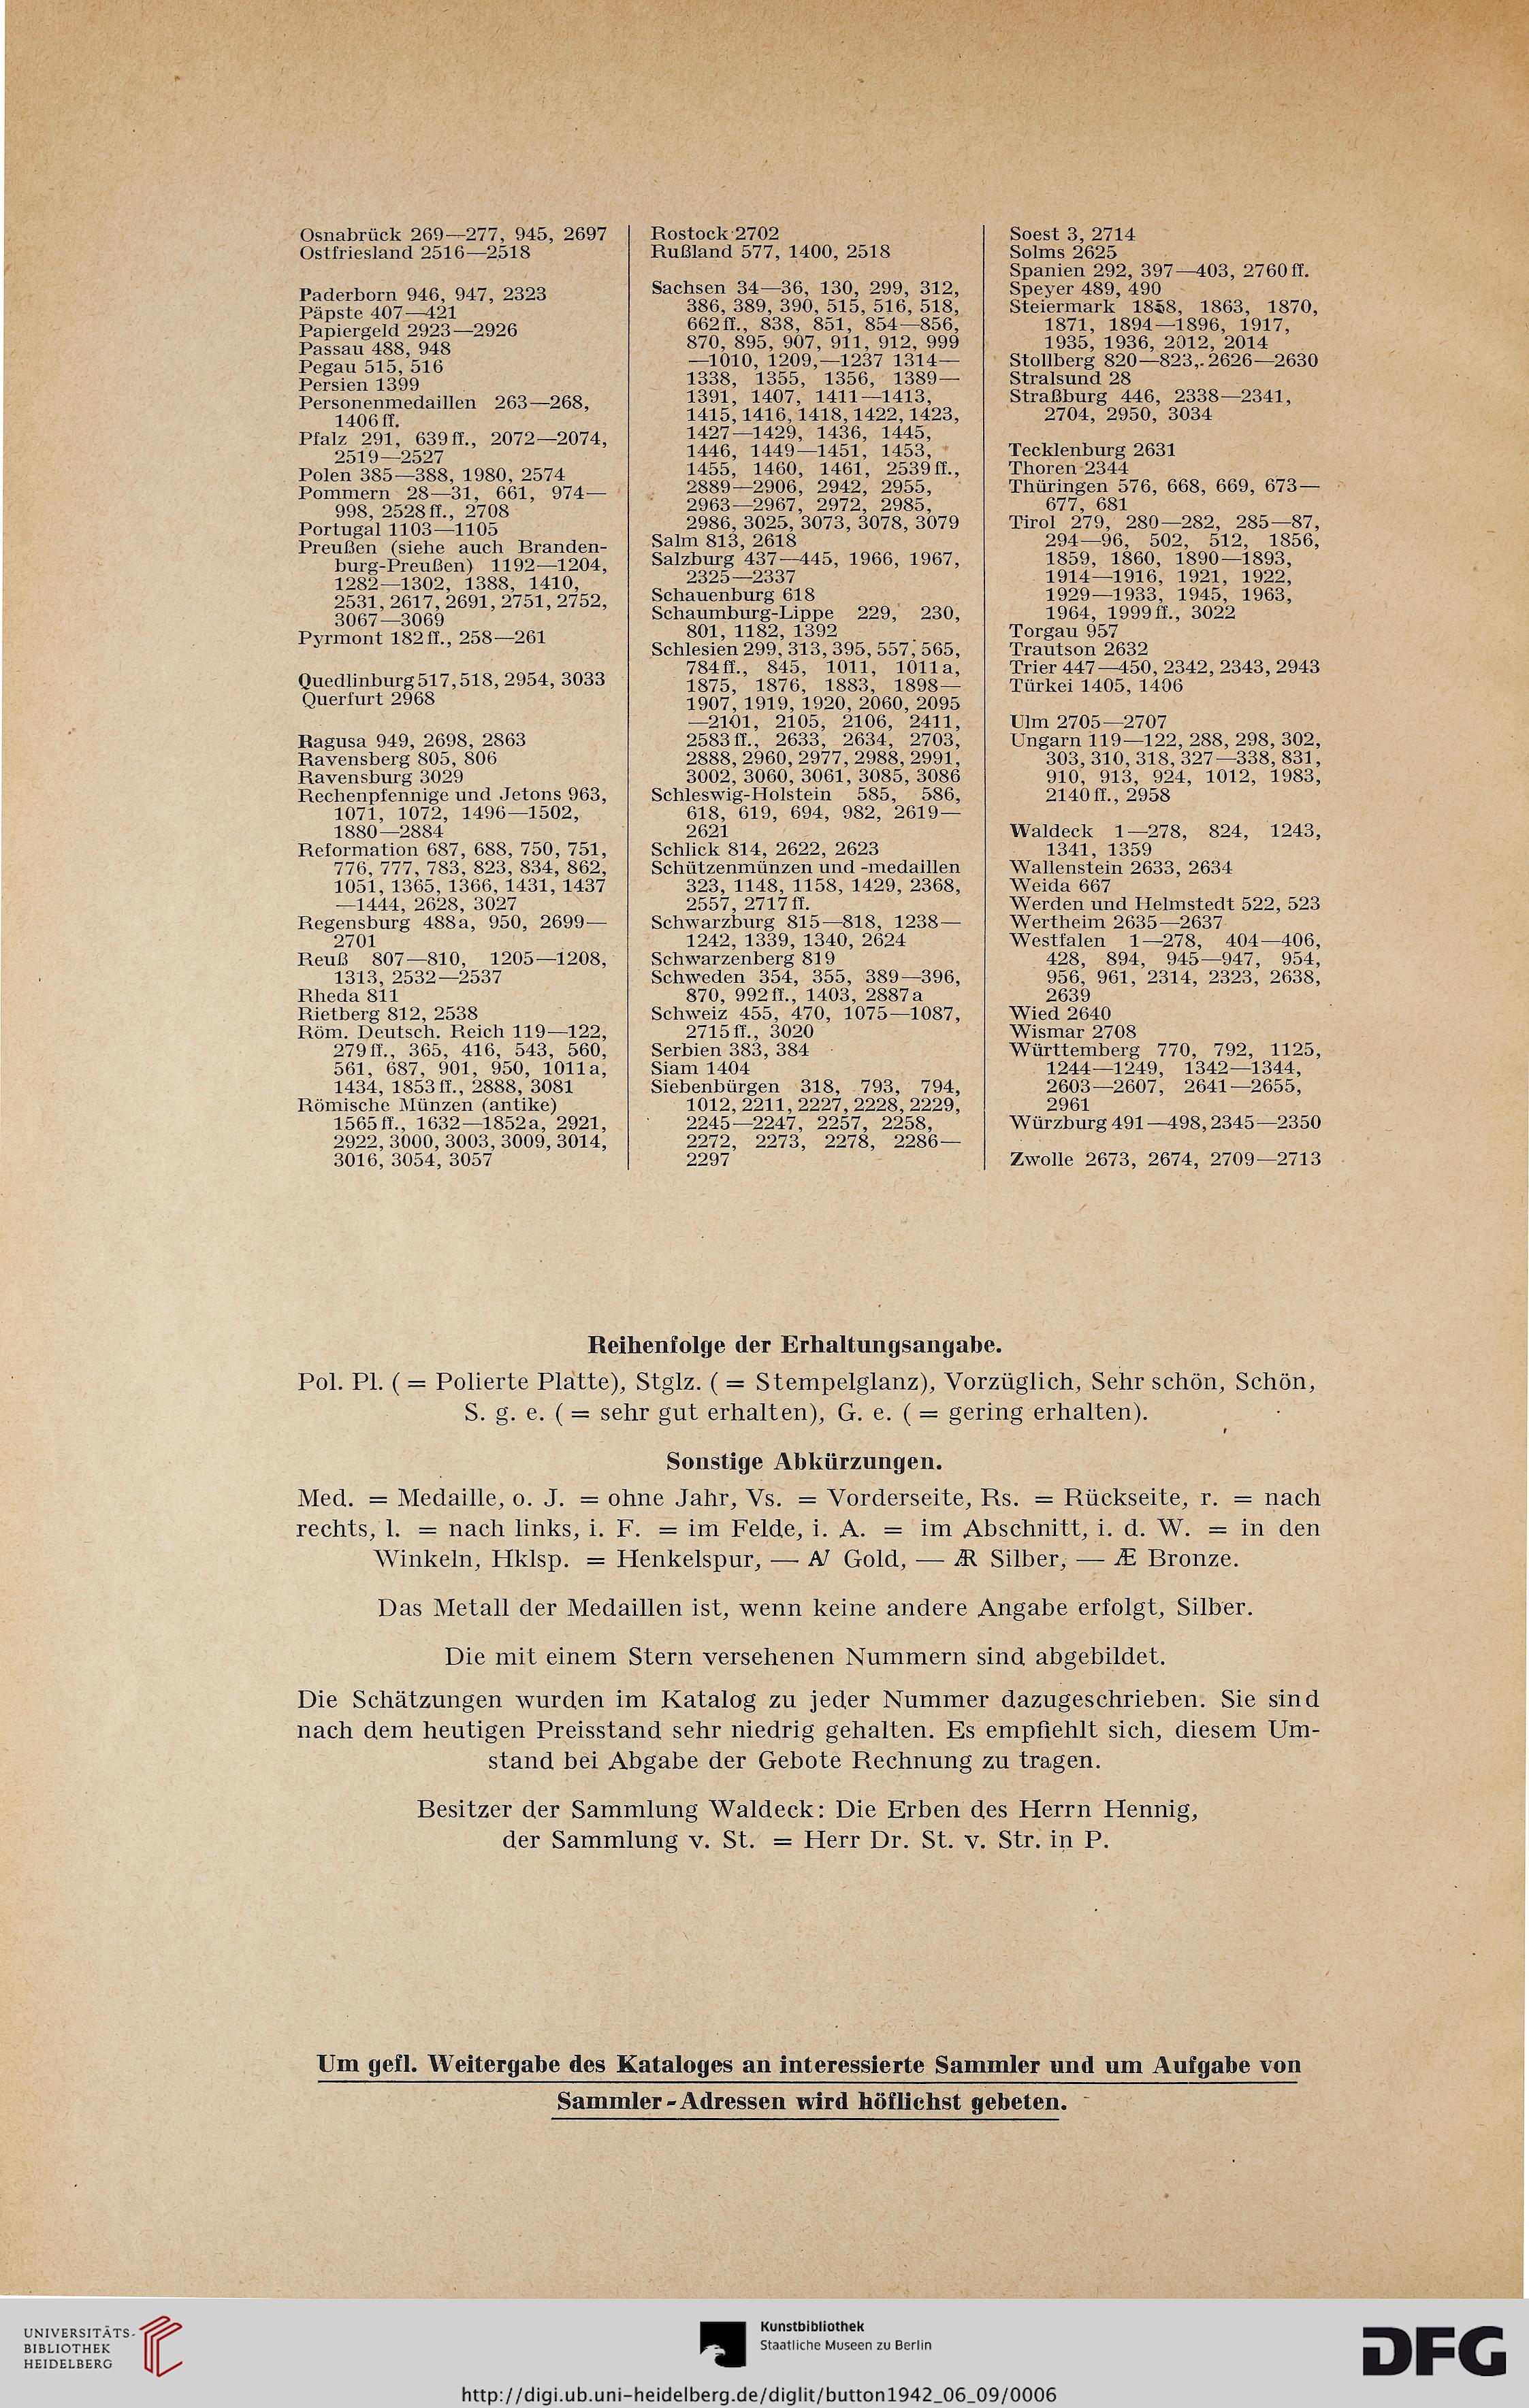 Osnabrück 269—277, 945, 2697
Ostfriesland 2516—2518
Paderborn 946, 947, 2323
Päpste 407—421
Papiergeld 2923—2926
Passau 488, 948
Pegau 515, 516
Persien 1399
Personenmedaillen 263—268,
1406 ff.
Pfalz 291, 639 ff., 2072—2074,
2519—2527
Polen 385—388, 1980, 2574
Pommern 28—31, 661, 974—
998, 2528 ff., 2708
Portugal 1103—1105
Preußen (siehe auch Branden-
burg-Preußen) 1192—1204,
1282—1302, 1388, 1410,
2531, 2617, 2691, 2751, 2752,
3067—3069
Pyrmont 182 ff., 258—261
Quedlinburg 517, 518, 2954, 3033
Querfurt 2968
Ragusa 949, 2698, 2863
Ravensberg 805, 806
Ravensburg 3029
Rechenpfennige und Jetons 963,
1071, 1072, 1496—1502,
1880—2884
Reformation 687, 688, 750, 751,
776, 777, 783, 823, 834, 862,
1051, 1365, 1366, 1431, 1437
—1444, 2628, 3027
Regensburg 488a, 950, 2699—
2701
Reuß 807—810, 1205—1208,
1313, 2532—2537
Rheda 811
Rietberg 812, 2538
Röm. Deutsch. Reich 119—122,
279 ff., 365, 416, 543, 560,
561, 687, 901, 950, 1011a,
1434, 1853 ff., 2888, 3081
Römische Münzen (antike)
1565 ff., 1632—1852a, 2921,
2922, 3000, 3003, 3009, 3014,
3016, 3054, 3057
Rostock 2702
Rußland 577, 1400, 2518
Sachsen 34—36, 130, 299, 312,
386, 389, 390, 515, 516, 518,
662 ff., 838, 851, 854—856,
870, 895, 907, 911, 912, 999
—1010, 1209,—1237 1314—
1338, 1355, 1356, 1389—
1391, 1407, 1411—1413,
1415, 1416, 1418, 1422, 1423,
1427—1429, 1436, 1445,
1446, 1449—1451, 1453,
1455, 1460, 1461, 2539 ff.,
2889—2906, 2942, 2955,
2963—2967, 2972, 2985,
2986, 3025, 3073, 3078, 3079
Salm 813, 2618
Salzburg 437—445, 1966, 1967,
2325—2337
Schauenburg 618
Schaumburg-Lippe 229, 230,
801, 1182, 1392
Schlesien 299, 313, 395, 557, 565,
784 ff., 845, 1011, 1011a,
1875, 1876, 1883, 1898—
1907, 1919, 1920, 2060, 2095
—2101, 2105, 2106, 2411,
2583 ff., 2633, 2634, 2703,
2888, 2960, 2977, 2988, 2991,
3002, 3060, 3061, 3085, 3086
Schleswig-Holstein 585, 586,
618, 619, 694, 982, 2619—
2621
Schlick 814, 2622, 2623
Schützenmünzen und -medaillen
323, 1148, 1158, 1429, 2368,
2557, 2717 ff.
Schwarzburg 815—818, 1238—
1242, 1339, 1340, 2624
Schwarzenberg 819
Schweden 354, 355, 389—396,
870, 992 ff., 1403, 2887a
Schweiz 455, 470, 1075—1087,
2715 ff., 3020
Serbien 383, 384
Siam 1404
Siebenbürgen 318, 793, 794,
1012, 2211, 2227, 2228, 2229,
2245—2247, 2257, 2258,
2272, 2273, 2278, 2286—
2297
Soest 3, 2714
Solms 2625
Spanien 292, 397—403, 2760 ff.
Speyer 489, 490
Steiermark 1858, 1863, 1870,
1871, 1894—1896, 1917,
1935, 1936, 2012, 2014
Stollberg 820—823, 2626—2630
Stralsund 28
Straßburg 446, 2338—2341,
2704, 2950, 3034
Tecklenburg 2631
Thoren 2344
Thüringen 576, 668, 669, 673—
677, 681
Tirol 279, 280—282, 285—87,
294—96, 502, 512, 1856,
1859, 1860, 1890—1893,
1914—1916, 1921, 1922,
1929—1933, 1945, 1963,
1964, 1999 ff., 3022
Torgau 957
Trautson 2632
Trier 447—450, 2342, 2343, 2943
Türkei 1405, 1406
Ulm 2705—2707
Ungarn 119—122, 288, 298, 302,
303, 310, 318, 327—338, 831,
910, 913, 924, 1012, 1983,
2140 ff., 2958
Waldeck 1—278, 824, 1243,
1341, 1359
Wallenstein 2633, 2634
Weida 667
Werden und Helmstedt 522, 523
Wertheim 2635—2637
Westfalen 1—278, 404—406,
428, 894, 945—947, 954,
956, 961, 2314, 2323, 2638,
2639
Wied 2640
Wismar 2708
Württemberg 770, 792, 1125,
1244—1249, 1342—1344,
2603—2607, 2641—2655,
2961
Würzburg 491—498, 2345—2350
Zwolle 2673, 2674, 2709—2713
Reihenfolge der Erhaltungsangabe.
Pol. Pl. (= Polierte Platte), Stglz. (= Stempelglanz), Vorzüglich, Sehr schön, Schön,
S. g. e. (= sehr gut erhalten), G. e. (= gering erhalten).
Sonstige Abkürzungen.
Med. = Medaille, o. J. = ohne Jahr, Vs. = Vorderseite, Rs. = Rückseite, r. = nach
rechts, l. = nach links, i. F. = im Felde, i. A. = im Abschnitt, i. d. W. = in den
Winkeln, Hklsp. = Henkelspur, — AV Gold, — AR Silber, — Æ Bronze.
Das Metall der Medaillen ist, wenn keine andere Angabe erfolgt, Silber.
Die mit einem Stern versehenen Nummern sind abgebildet.
Die Schätzungen wurden im Katalog zu jeder Nummer dazugeschrieben. Sie sind
nach dem heutigen Preisstand sehr niedrig gehalten. Es empfiehlt sich, diesem Um-
stand bei Abgabe der Gebote Rechnung zu tragen.
Besitzer der Sammlung Waldeck: Die Erben des Herrn Hennig,
der Sammlung v. St. = Herr Dr. St. v. Str. in P.
Um gefl. Weitergabe des Kataloges an interessierte Sammler und um Aufgabe von
Sammler-Adressen wird höflichst gebeten.
UNIVERSITÄTS-
BIBLIOTHEK
HEIDELBERG
Kunstbibliothek
Staatliche Museen zu Berlin
DFG
http://digi.ub.uni-heidelberg.de/diglit/button1942_06_09/0006